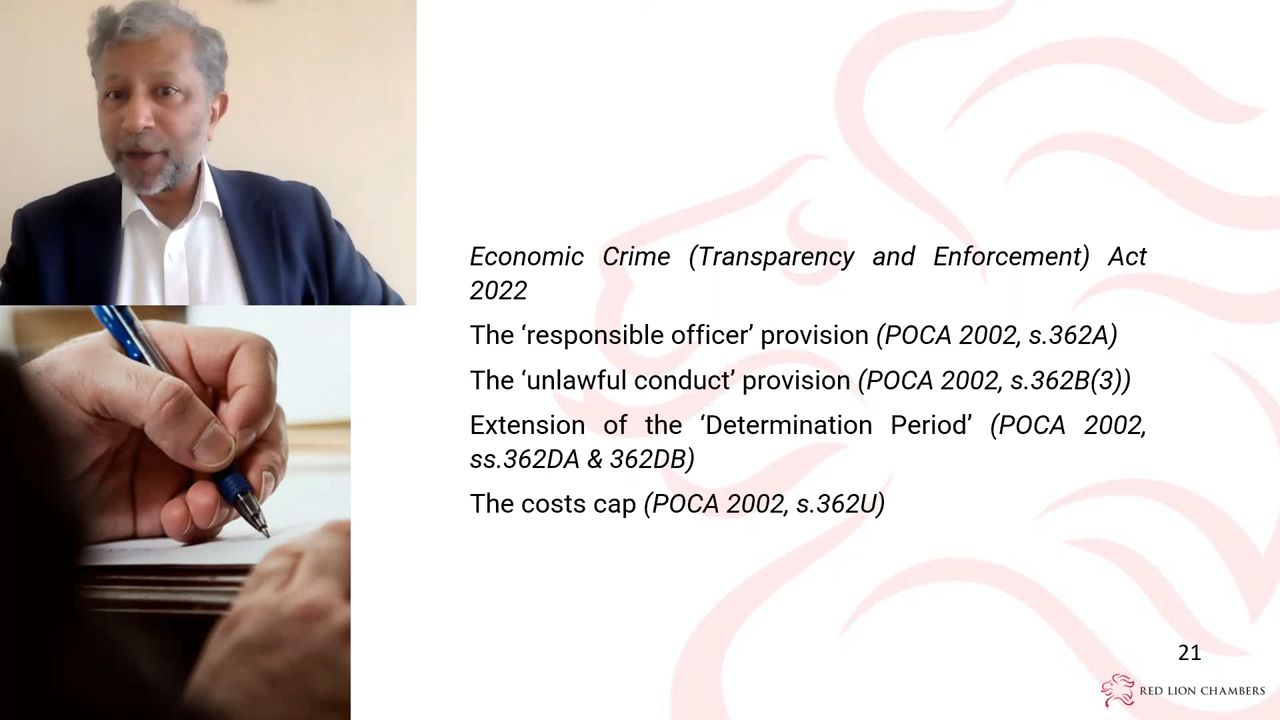 Economic Crime (Transparency and Enforcement) Act
2022
The ‘responsible officer’ provision (POCA 2002, s.362A)
The ‘unlawful conduct’ provision (POCA 2002, s.362B(3))
Extension of the ‘Determination Period’ (POCA 2002,
ss.362DA & 362DB)
The costs cap (POCA 2002, s.362U)
21
RED LION CHAMBERS